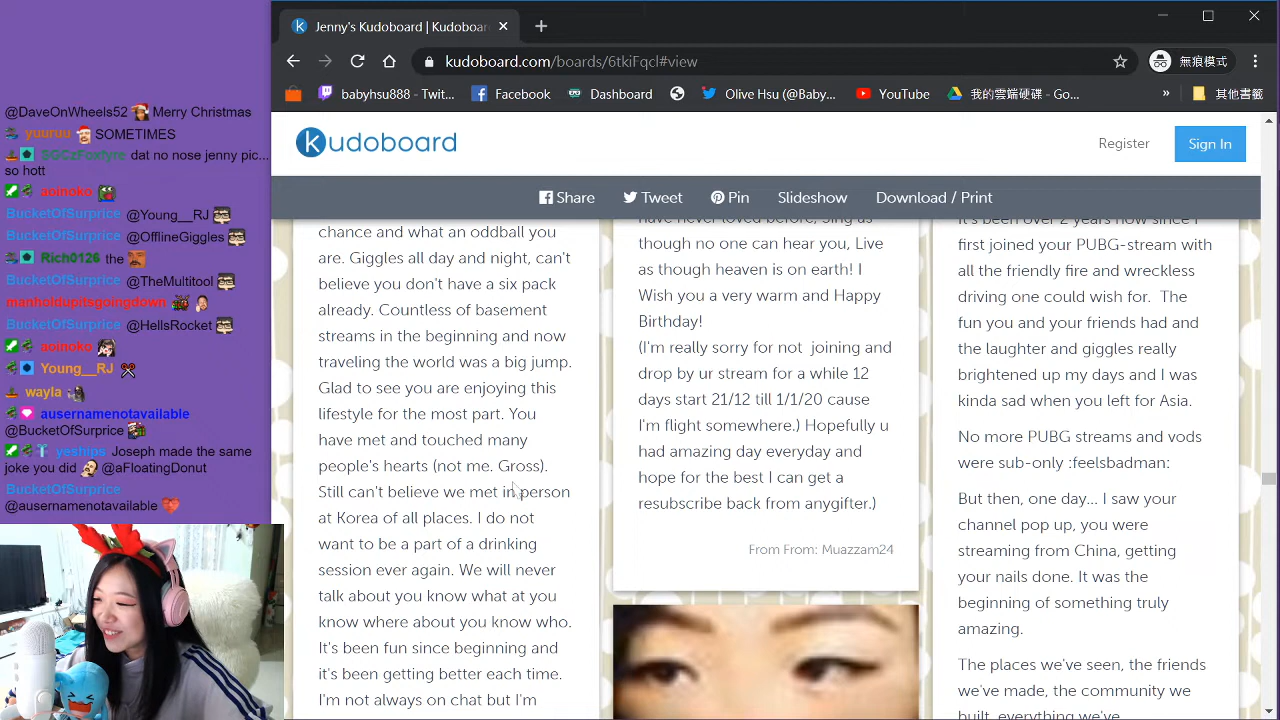 @DaveOnWheels52 Merry Christmas
yuuruu SOMETIMES
SGCzFoxfyre dat no nose jenny pic...
so hott
aoinoko
BucketOfSurprice @Young__RJ
BucketOfSurprice @OfflineGiggles
Rich0126 the
BucketOfSurprice @TheMultitool
manholdupitsgoingdown
BucketOfSurprice @HellsRocket
aoinoko
Young__RJ
wayla
ausernamenotavailable
@BucketOfSurprice
yeships Joseph made the same
joke you did @aFloatingDonut
BucketOfSurprice
@ausernamenotavailable
Jenny's Kudoboard | Kudoboar
kudoboard.com/boards/6tkiFqcl#view
無痕模式
babyhsu888 - Twit...
Facebook
Dashboard
Olive Hsu (@Baby...
YouTube
我的雲端硬碟 - Go...
»
其他書籤
kudoboard
Register
Sign In
Share
Tweet
Pin
Slideshow
Download / Print
chance and what an oddball you
are. Giggles all day and night, can't
believe you don't have a six pack
already. Countless of basement
streams in the beginning and now
traveling the world was a big jump.
Glad to see you are enjoying this
lifestyle for the most part. You
have met and touched many
people's hearts (not me. Gross).
Still can't believe we met in person
at Korea of all places. I do not
want to be a part of a drinking
session ever again. We will never
talk about you know what at you
know where about you know who.
It's been fun since beginning and
it's been getting better each time.
I'm not always on chat but I'm
have never loved before, Sing as
though no one can hear you, Live
as though heaven is on earth! I
Wish you a very warm and Happy
Birthday!
(I'm really sorry for not joining and
drop by ur stream for a while 12
days start 21/12 till 1/1/20 cause
I'm flight somewhere.) Hopefully u
had amazing day everyday and
hope for the best I can get a
resubscribe back from anygifter.)
From From: Muazzam24
It's been over 2 years now since I
first joined your PUBG-stream with
all the friendly fire and wreckless
driving one could wish for. The
fun you and your friends had and
the laughter and giggles really
brightened up my days and I was
kinda sad when you left for Asia.
No more PUBG streams and vods
were sub-only :feelsbadman:
But then, one day... I saw your
channel pop up, you were
streaming from China, getting
your nails done. It was the
beginning of something truly
amazing.
The places we've seen, the friends
we've made, the community we
built, everything we've